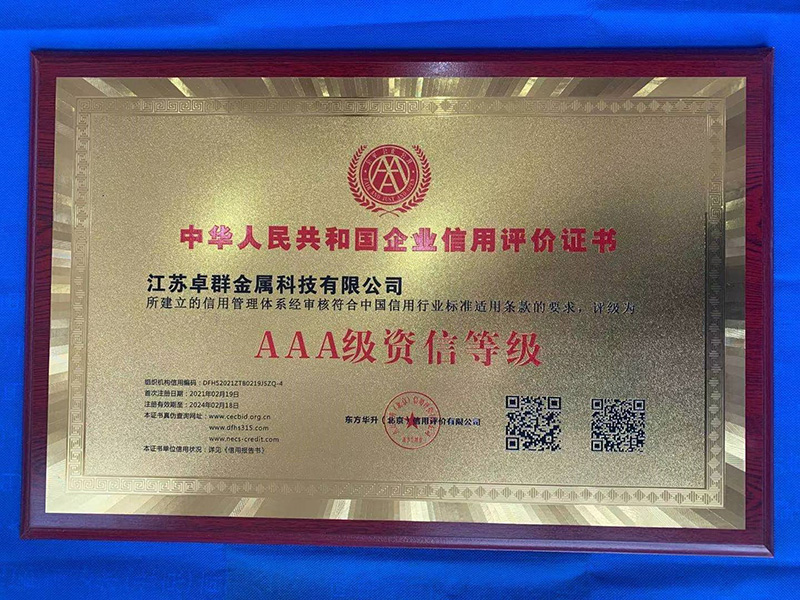 中华人民共和国企业信用评价证书
江苏卓群金属科技有限公司
所建立的信用管理体系经审核符合中国信用行业标准适用条款的要求，评级为
AAA级资信等级
组织机构信用编码：DFHS2021ZTB0219JSZQ-4
首次注册日期：2021年02月19日
注册有效期至：2024年02月18日
本证书真伪查询网址：www.cecbid.org.cn
www.dfhs315.com
www.necs-credit.com
本证书单位信用状况：详见《信用报告书》
东方华升（北京）信用评价有限公司